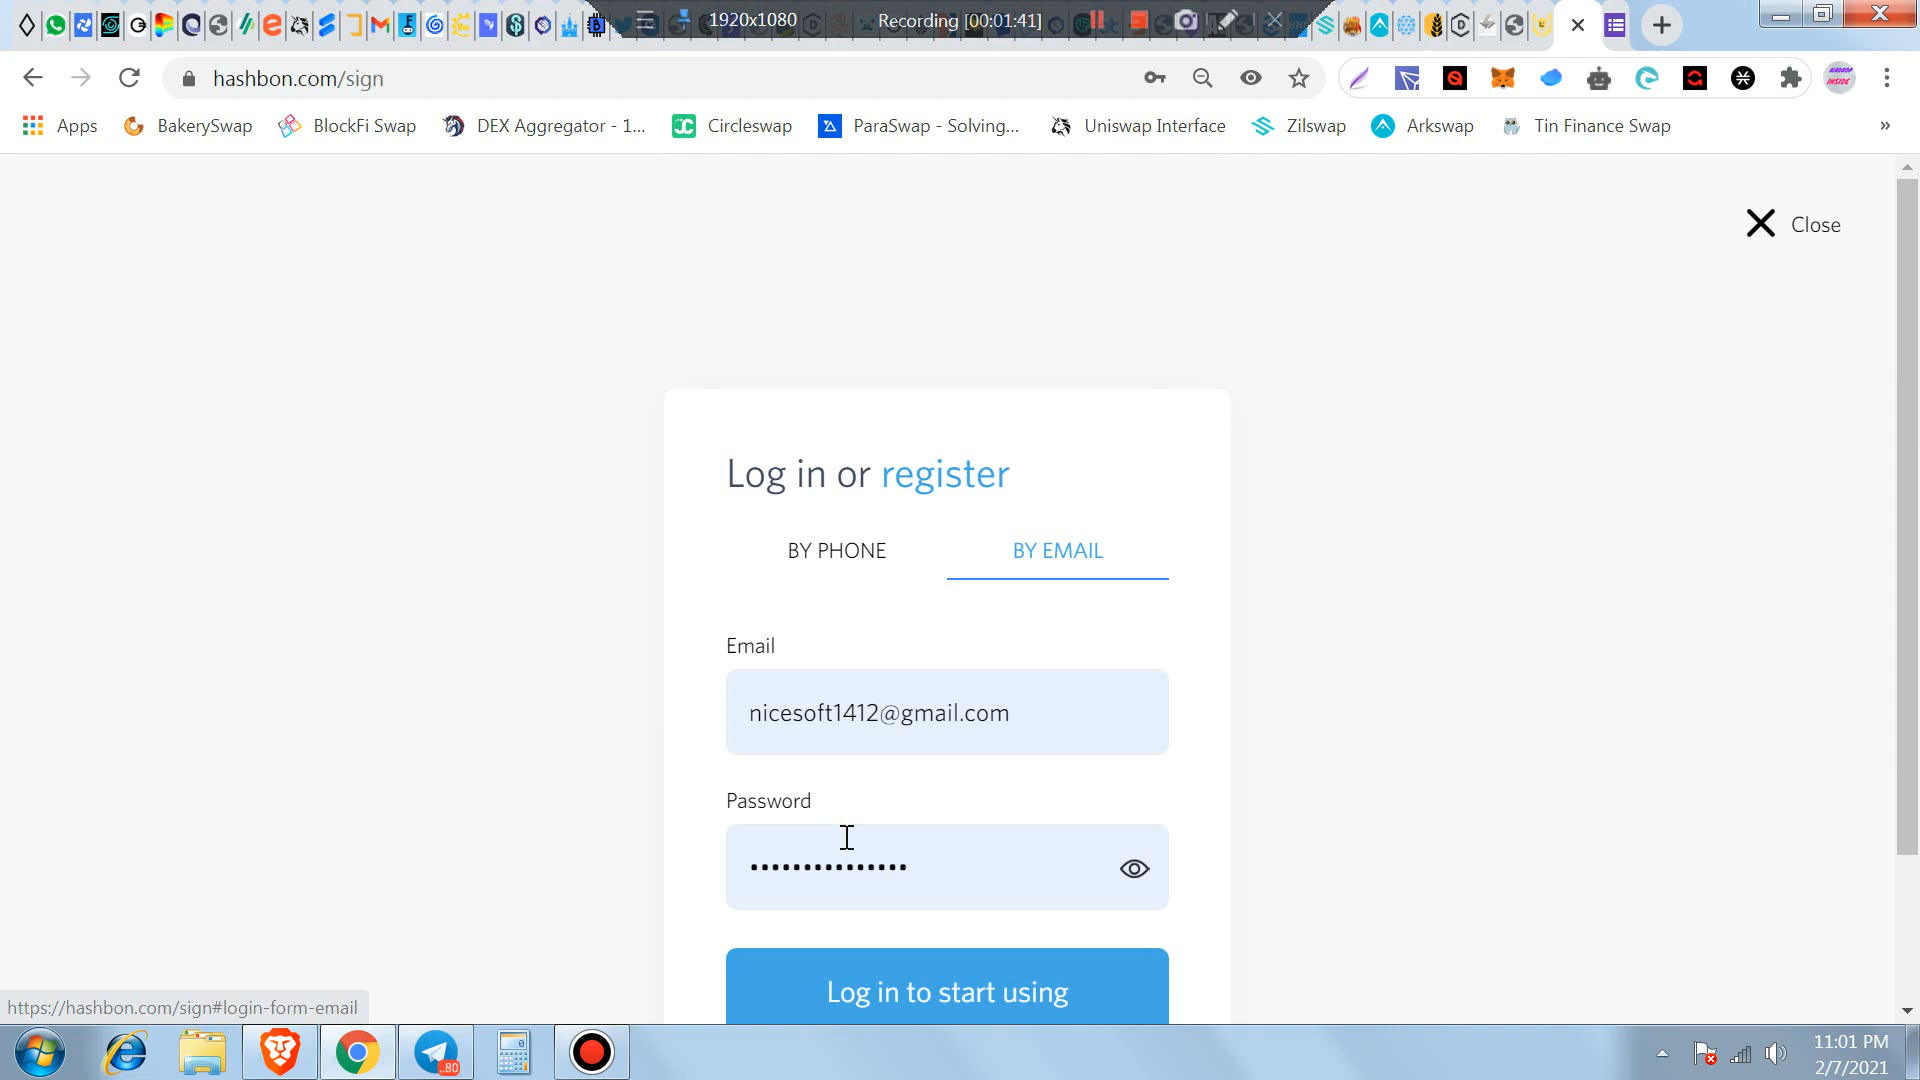 1920x1080
Recording [00:01:41]
hashbon.com/sign
Apps
BakerySwap
BlockFi Swap
DEX Aggregator - 1...
Circleswap
ParaSwap - Solving...
Uniswap Interface
Zilswap
Arkswap
Tin Finance Swap
»
Close
Log in or register
BY PHONE
BY EMAIL
Email
nicesoft1412@gmail.com
Password
•••••••••••••••
Log in to start using
https://hashbon.com/sign#login-form-email
..80
11:01 PM
2/7/2021